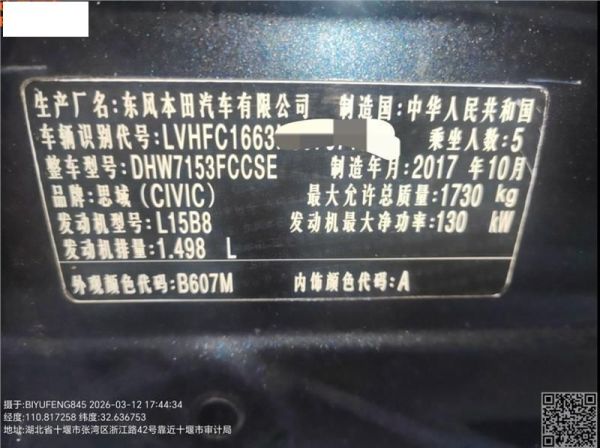 生产厂名:东风本田汽车有限公司 制造国:中华人民共和国
车辆识别代号:LVHFC1663 乘坐人数:5
整车型号:DHW7153FCCSE 制造年月:2017 年10月
品牌:思域(CIVIC) 最大允许总质量:1730 kg
发动机型号:L15B8 发动机最大净功率:130 kW
发动机排量:1.498 L
外观颜色代码:B607M 内饰颜色代码:A
摄于:BIYUFENG845 2026-03-12 17:44:34
经度:110.817258 纬度:32.636753
地址:湖北省十堰市张湾区浙江路42号靠近十堰市审计局